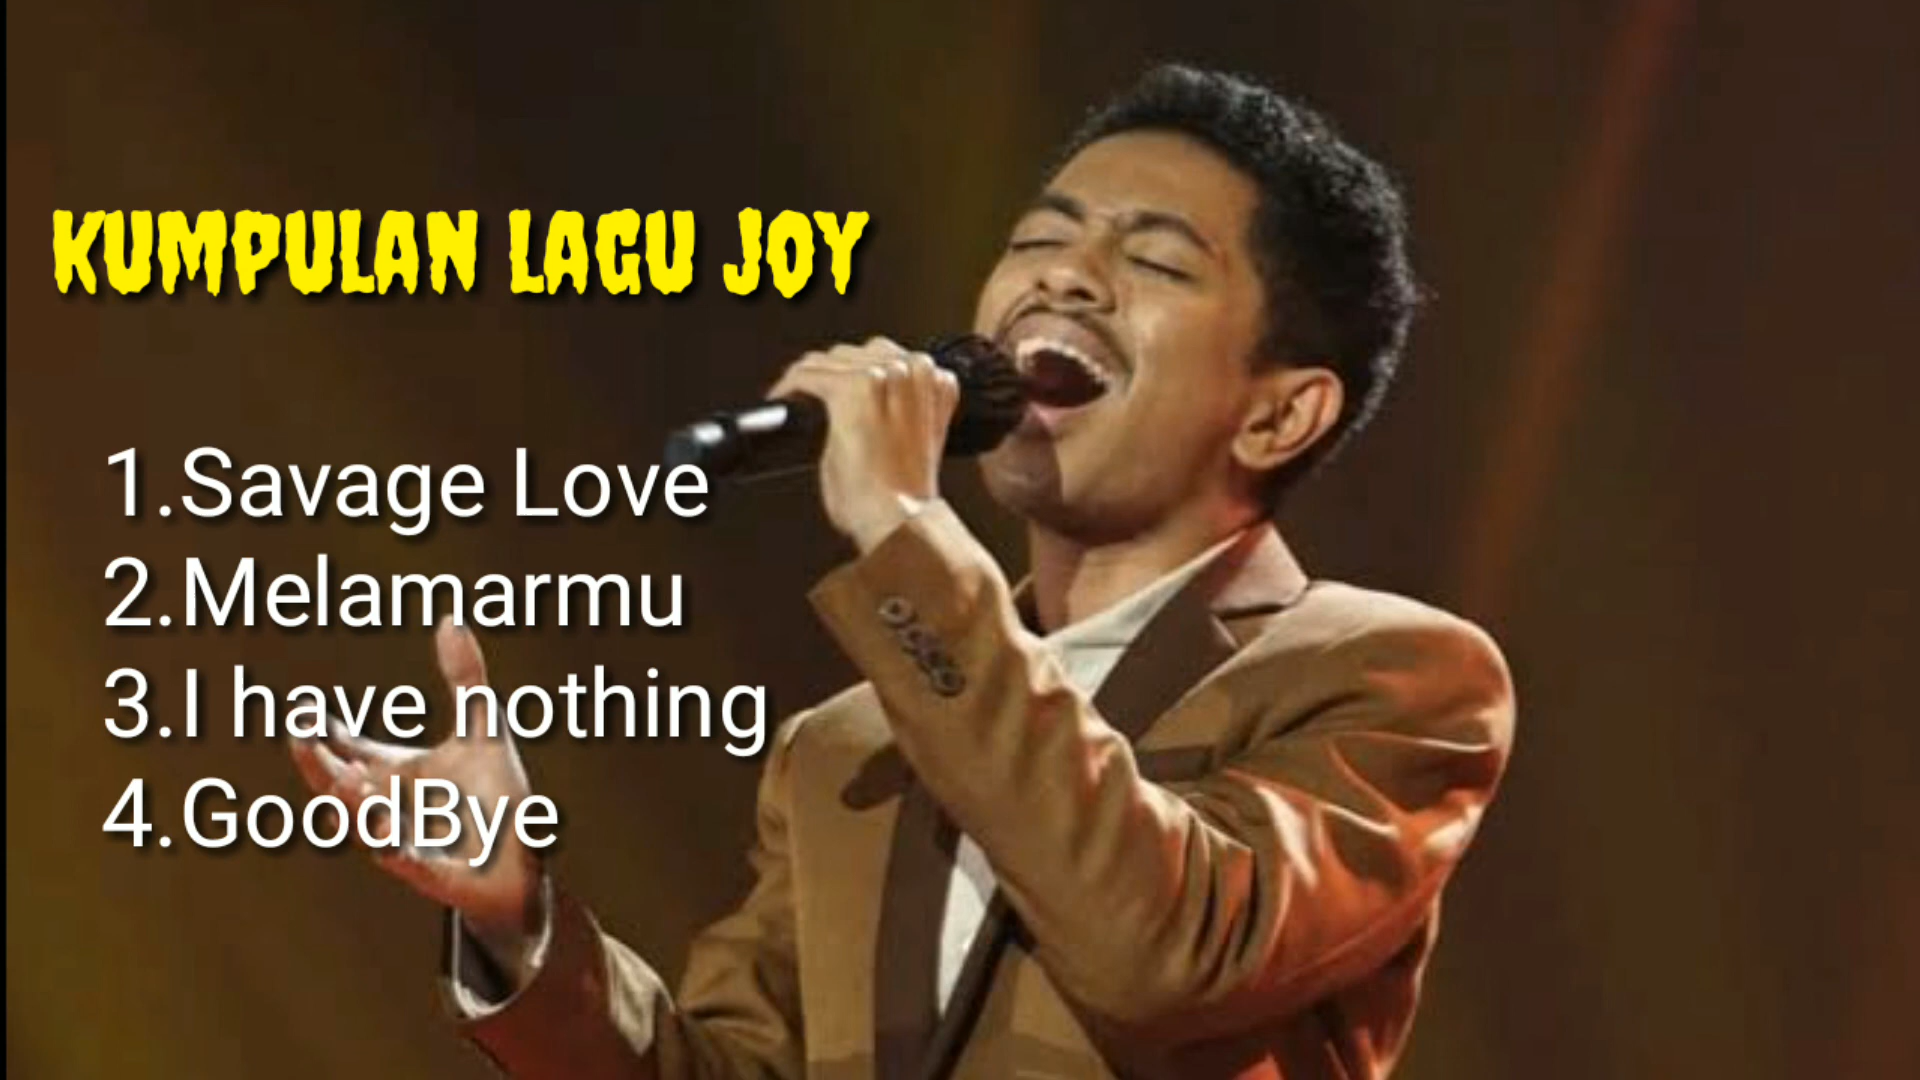 KUMPULAN LAGU JOY
1.Savage Love
2.Melamarmu
3.I have nothing
4.GoodBye